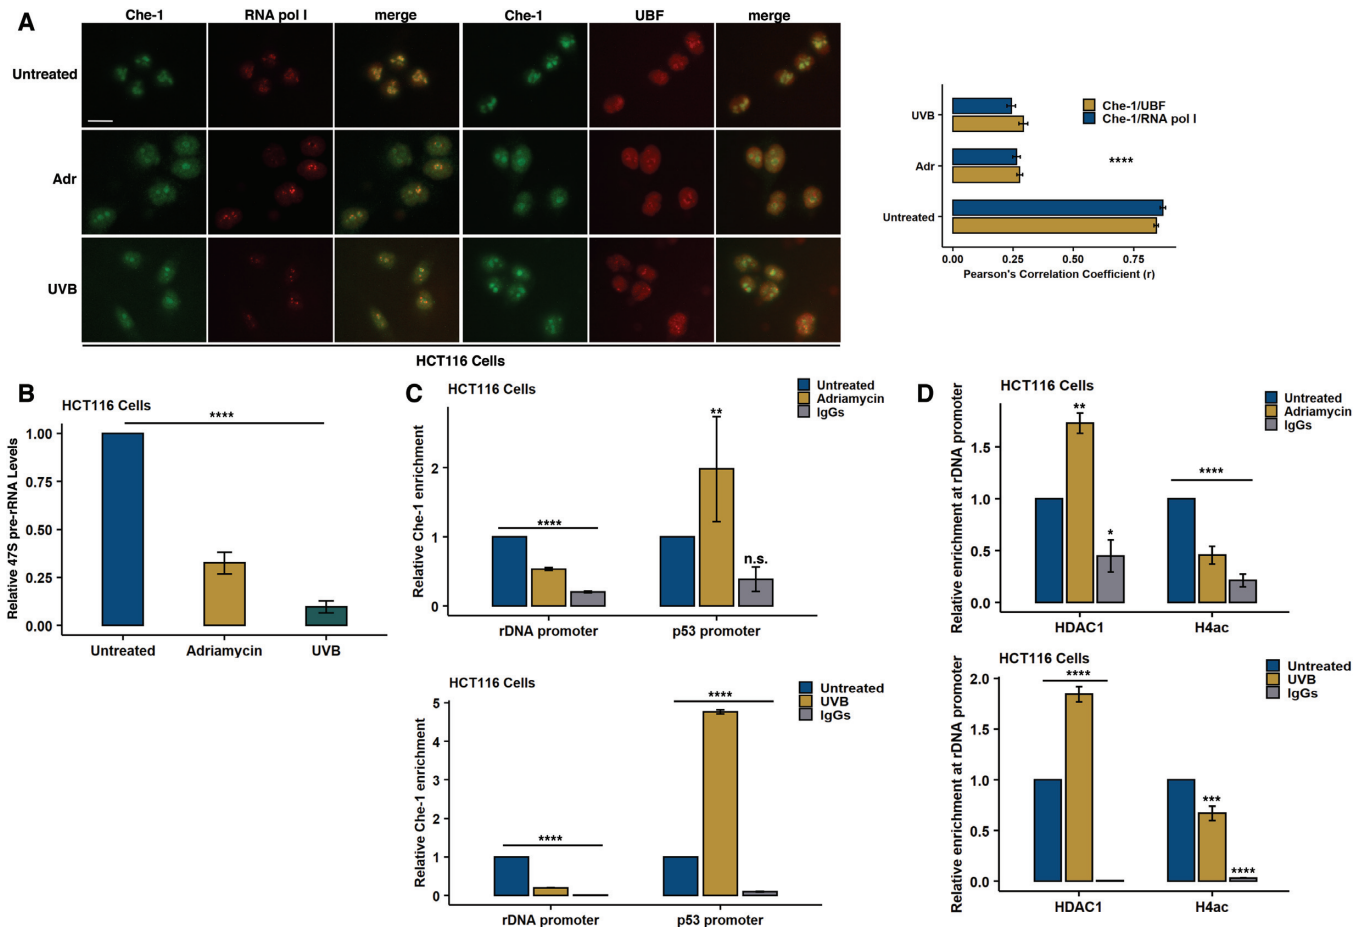 A
Che-1 RNA pol I merge Che-1 UBF merge
Untreated
Adr
UVB
HCT116 Cells
UVB
Adr
Untreated
Che-1/UBF
Che-1/RNA pol I
****
0.00 0.25 0.50 0.75
Pearson's Correlation Coefficient (r)
B
HCT116 Cells
****
Relative 47S pre-rRNA Levels
1.00
0.75
0.50
0.25
0.00
Untreated Adriamycin UVB
C
HCT116 Cells
Untreated
Adriamycin
IgGs
Relative Che-1 enrichment
2
1
0
****
**
n.s.
rDNA promoter p53 promoter
HCT116 Cells
Untreated
UVB
IgGs
Relative Che-1 enrichment
5
4
3
2
1
0
****
****
rDNA promoter p53 promoter
D
HCT116 Cells
Untreated
Adriamycin
IgGs
Relative enrichment at rDNA promoter
1.5
1.0
0.5
0.0
**
*
****
HDAC1 H4ac
HCT116 Cells
Untreated
UVB
IgGs
Relative enrichment at rDNA promoter
2.0
1.5
1.0
0.5
0.0
****
***
****
HDAC1 H4ac